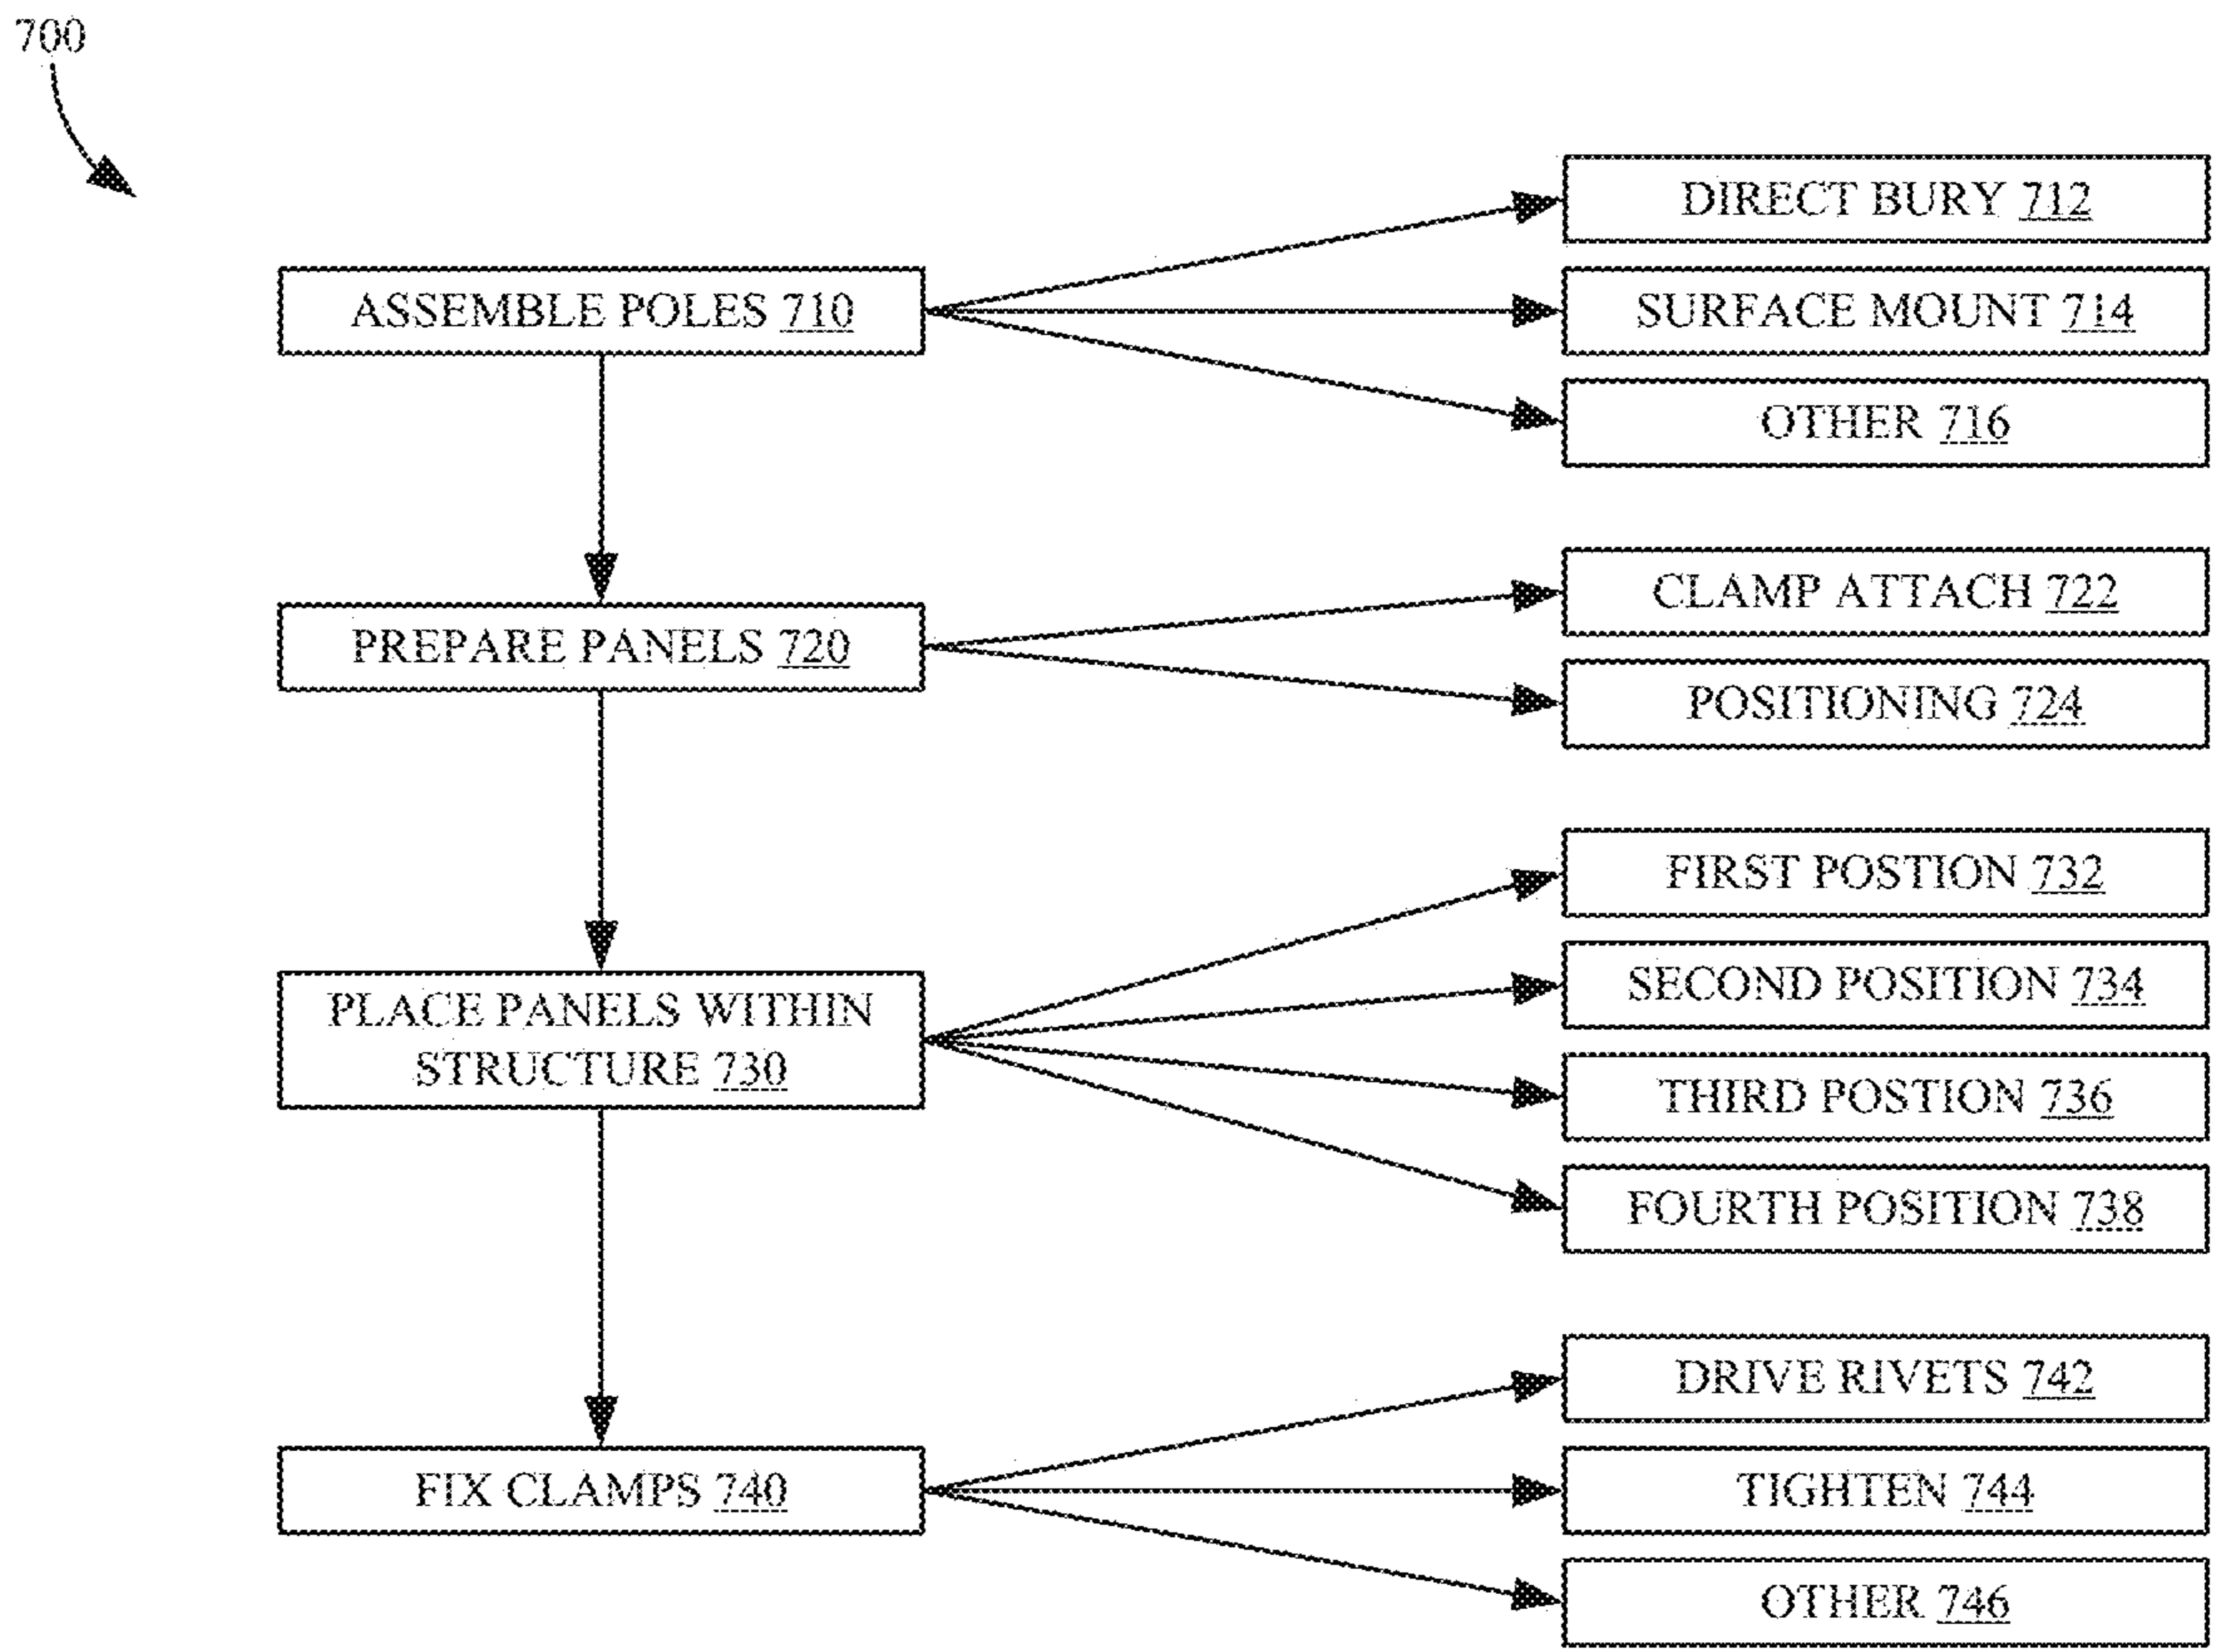 700
DIRECT BURY 712
ASSEMBLE POLES 710
SURFACE MOUNT 714
OTHER 716
CLAMP ATTACH 722
PREPARE PANELS 720
POSITIONING 724
FIRST POSTION 732
SECOND POSITION 734
PLACE PANELS WITHIN
STRUCTURE 730
THIRD POSTION 736
FOURTH POSITION 738
DRIVE RIVETS 742
FIX CLAMPS 740
TIGHTEN 744
OTHER 746